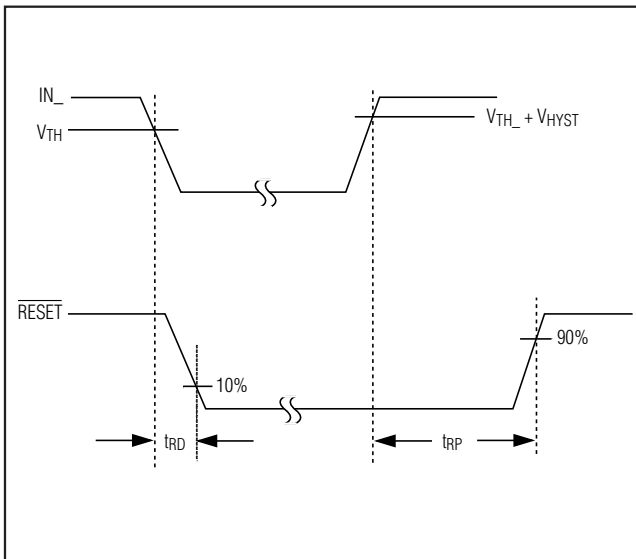 IN_
VTH
VTH_ + VHYST
RESET
10%
90%
tRD
tRP